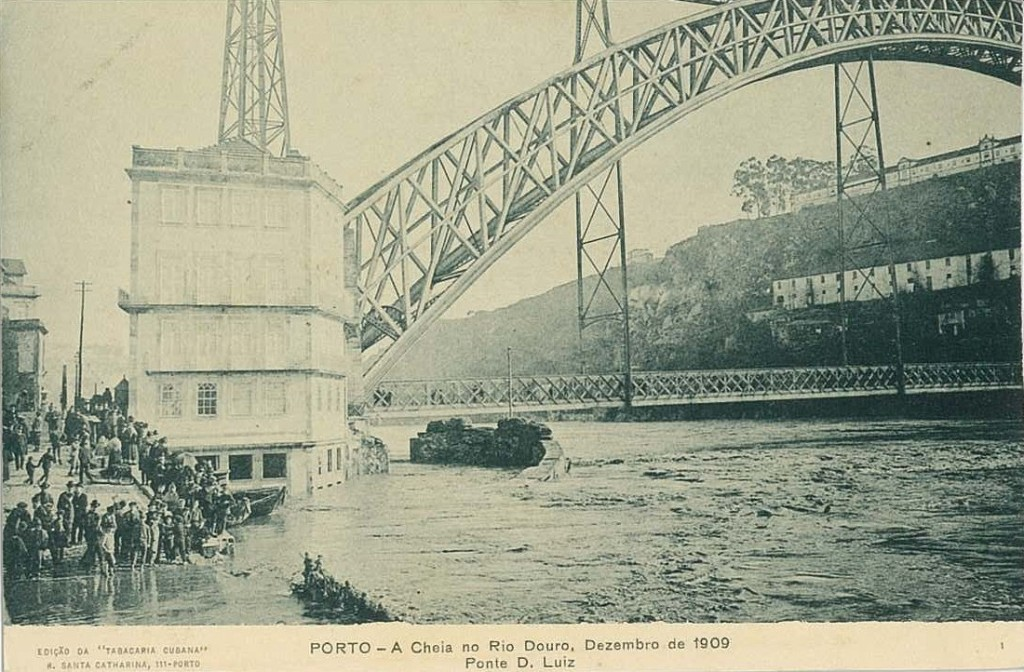 EDIÇÃO DA "TABACARIA CUBANA"
R. SANTA CATHARINA, 111-PORTO
PORTO – A Cheia no Rio Douro, Dezembro de 1909
Ponte D. Luiz
1